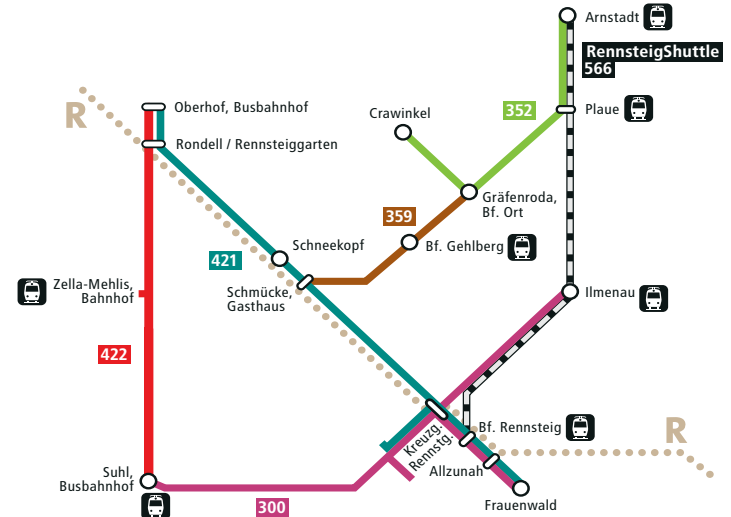 Arnstadt
RennsteigShuttle
566
R
Oberhof, Busbahnhof
Crawinkel
352
Plaue
Rondell / Rennsteiggarten
Gräfenroda,
Bf. Ort
359
Schneekopf
Bf. Gehlberg
421
Zella-Mehlis,
Bahnhof
Schmücke,
Gasthaus
Ilmenau
422
Kreuzg.
Rennstg.
Bf. Rennsteig
R
Allzunah
Suhl,
Busbahnhof
300
Frauenwald